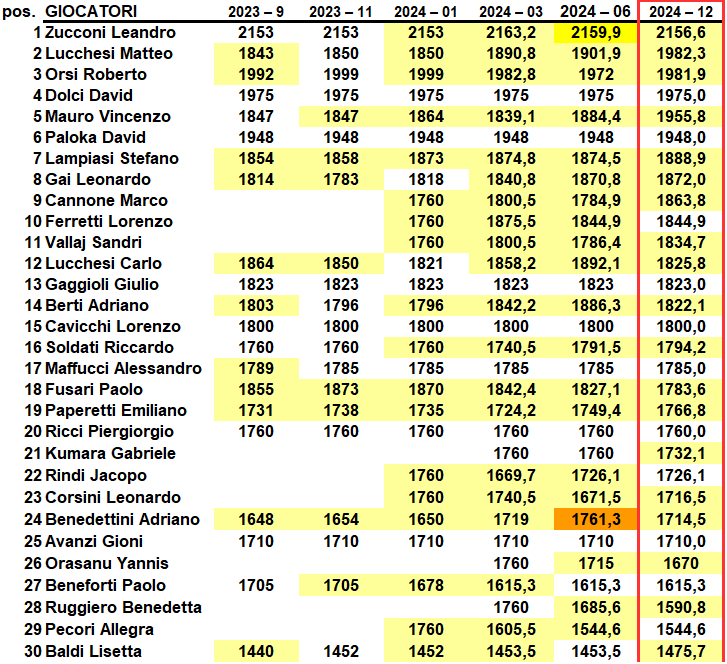 pos. GIOCATORI 2023 – 9 2023 – 11 2024 – 01 2024 – 03 2024 – 06 2024 – 12
1 Zucconi Leandro 2153 2153 2153 2163,2 2159,9 2156,6
2 Lucchesi Matteo 1843 1850 1850 1890,8 1901,9 1982,3
3 Orsi Roberto 1992 1999 1999 1982,8 1972 1981,9
4 Dolci David 1975 1975 1975 1975 1975 1975,0
5 Mauro Vincenzo 1847 1847 1864 1839,1 1884,4 1955,8
6 Paloka David 1948 1948 1948 1948 1948 1948,0
7 Lampiasi Stefano 1854 1858 1873 1874,8 1874,5 1888,9
8 Gai Leonardo 1814 1783 1818 1840,8 1870,8 1872,0
9 Cannone Marco 1760 1800,5 1784,9 1863,8
10 Ferretti Lorenzo 1760 1875,5 1844,9 1844,9
11 Vallaj Sandri 1760 1800,5 1786,4 1834,7
12 Lucchesi Carlo 1864 1850 1821 1858,2 1892,1 1825,8
13 Gaggioli Giulio 1823 1823 1823 1823 1823 1823,0
14 Berti Adriano 1803 1796 1796 1842,2 1886,3 1822,1
15 Cavicchi Lorenzo 1800 1800 1800 1800 1800 1800,0
16 Soldati Riccardo 1760 1760 1760 1740,5 1791,5 1794,2
17 Maffucci Alessandro 1789 1785 1785 1785 1785 1785,0
18 Fusari Paolo 1855 1873 1870 1842,4 1827,1 1783,6
19 Paperetti Emiliano 1731 1738 1735 1724,2 1749,4 1766,8
20 Ricci Piergiorgio 1760 1760 1760 1760 1760 1760,0
21 Kumara Gabriele 1760 1760 1732,1
22 Rindi Jacopo 1760 1669,7 1726,1 1726,1
23 Corsini Leonardo 1760 1740,5 1671,5 1716,5
24 Benedettini Adriano 1648 1654 1650 1719 1761,3 1714,5
25 Avanzi Gioni 1710 1710 1710 1710 1710 1710,0
26 Orasanu Yannis 1760 1715 1670
27 Beneforti Paolo 1705 1705 1678 1615,3 1615,3 1615,3
28 Ruggiero Benedetta 1760 1685,6 1590,8
29 Pecori Allegra 1760 1605,5 1544,6 1544,6
30 Baldi Lisetta 1440 1452 1452 1453,5 1453,5 1475,7